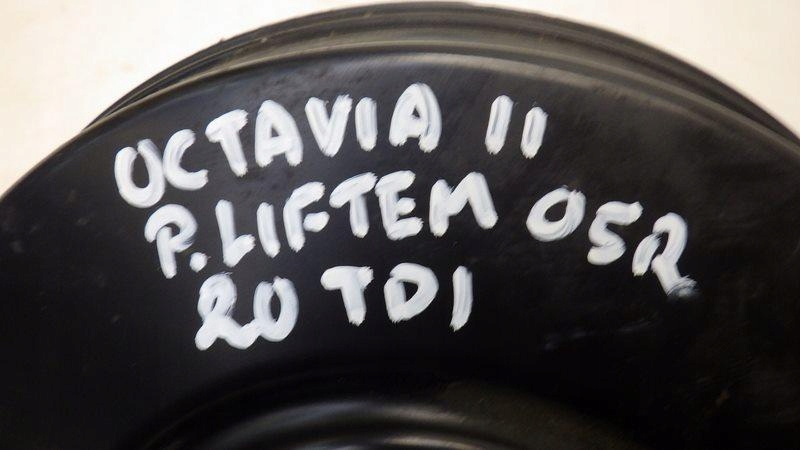 OCTAVIA II
P.LIFTEM 05R
2.0 TDI